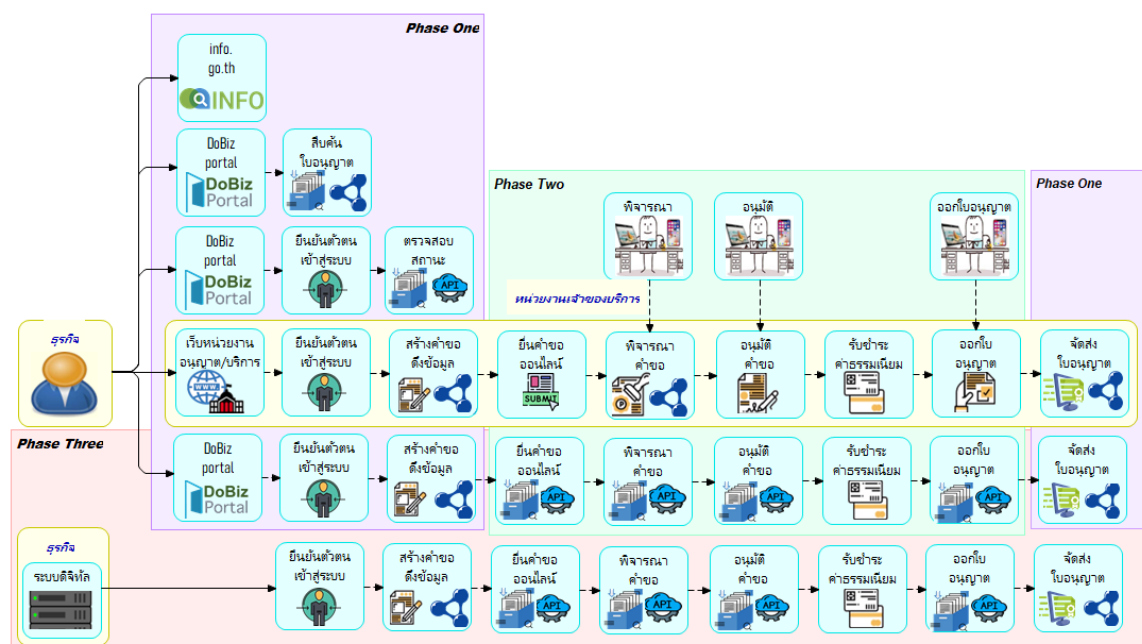 Phase One
info.
go.th
INFO
DoBiz
portal
DoBiz
Portal
สืบค้น
ใบอนุญาต
Phase Two
Phase One
พิจารณา
อนุมัติ
ออกใบอนุญาต
DoBiz
portal
DoBiz
Portal
ยืนยันตัวตน
เข้าสู่ระบบ
ตรวจสอบ
สถานะ
API
หน่วยงานเจ้าของบริการ
ธุรกิจ
เว็บหน่วยงาน
อนุญาต/บริการ
WWW
ยืนยันตัวตน
เข้าสู่ระบบ
สร้างคำขอ
ดึงข้อมูล
ยื่นคำขอ
ออนไลน์
SUBMIT
พิจารณา
คำขอ
อนุมัติ
คำขอ
รับชำระ
ค่าธรรมเนียม
ออกใบ
อนุญาต
จัดส่ง
ใบอนุญาต
Phase Three
DoBiz
portal
DoBiz
Portal
ยืนยันตัวตน
เข้าสู่ระบบ
สร้างคำขอ
ดึงข้อมูล
ยื่นคำขอ
ออนไลน์
API
พิจารณา
คำขอ
API
อนุมัติ
คำขอ
API
รับชำระ
ค่าธรรมเนียม
ออกใบ
อนุญาต
API
จัดส่ง
ใบอนุญาต
ธุรกิจ
ระบบดิจิทัล
ยืนยันตัวตน
เข้าสู่ระบบ
สร้างคำขอ
ดึงข้อมูล
ยื่นคำขอ
ออนไลน์
API
พิจารณา
คำขอ
API
อนุมัติ
คำขอ
API
รับชำระ
ค่าธรรมเนียม
ออกใบ
อนุญาต
API
จัดส่ง
ใบอนุญาต